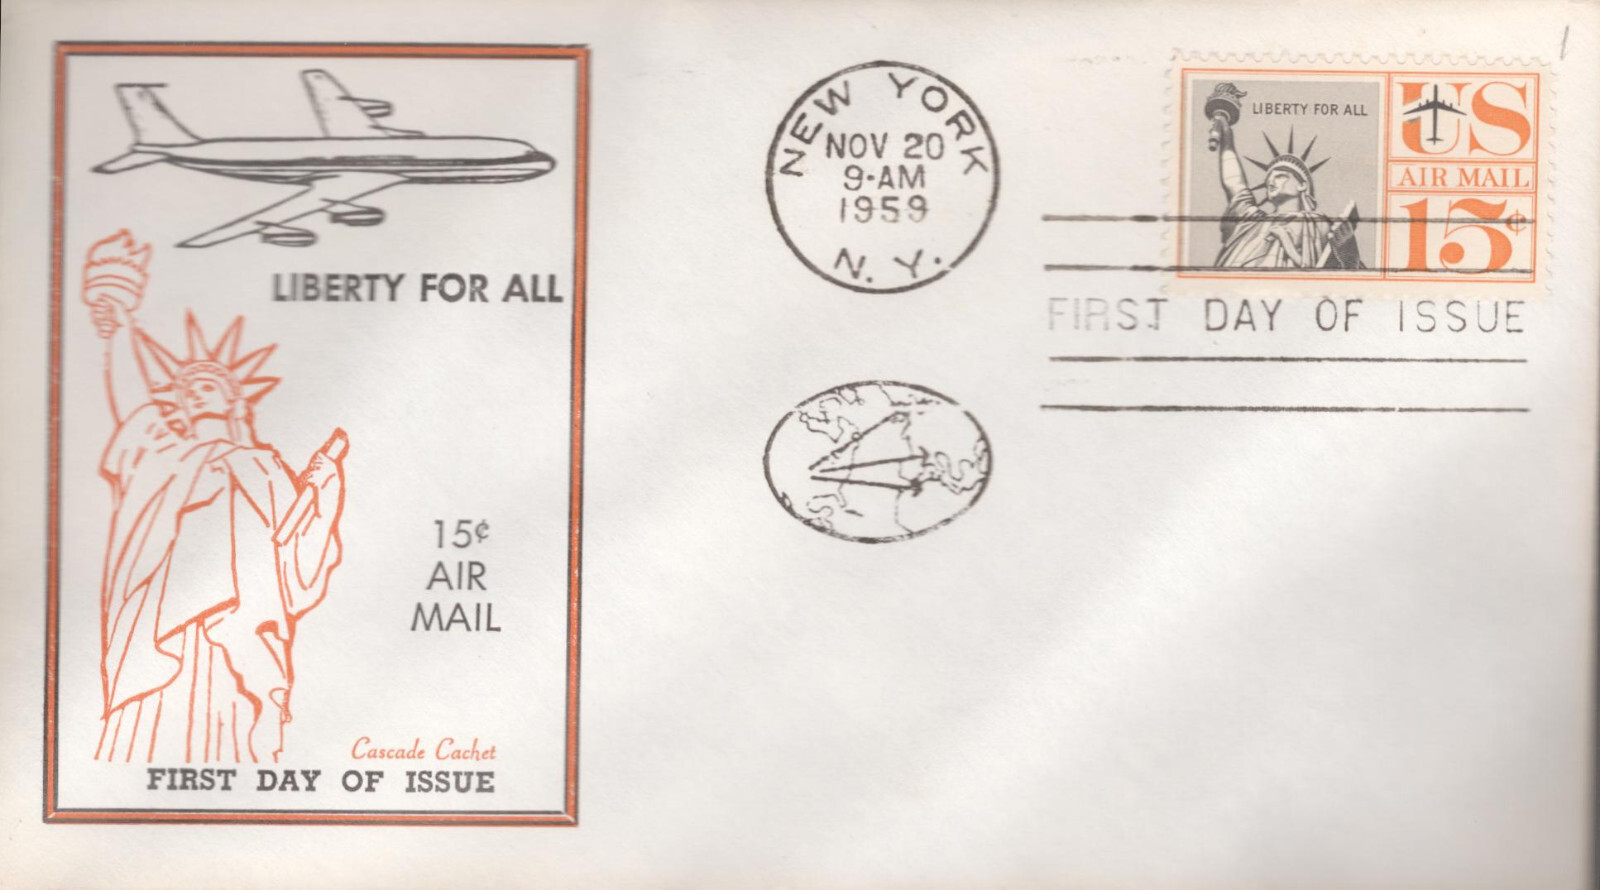 LIBERTY FOR ALL
15¢
AIR
MAIL
Cascade Cachet
FIRST DAY OF ISSUE
NEW YORK
NOV 20
9-AM
1959
N. Y.
LIBERTY FOR ALL
US
AIR MAIL
15¢
FIRST DAY OF ISSUE